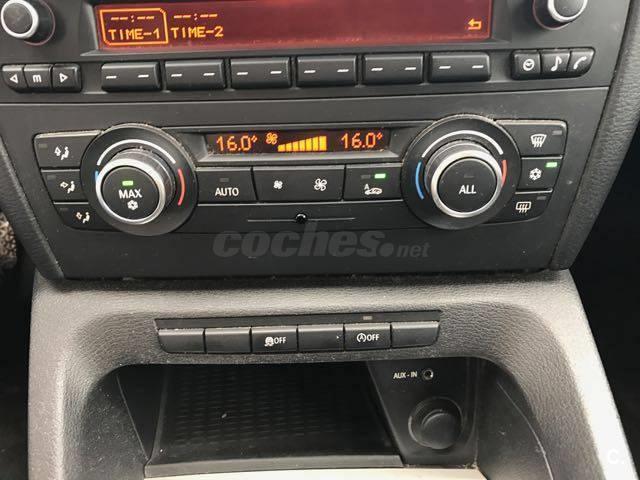 --:-- --:--
TIME-1 TIME-2
M
16.0° 16.0°
MAX AUTO ALL
coches.net
OFF OFF
AUX-IN
C.